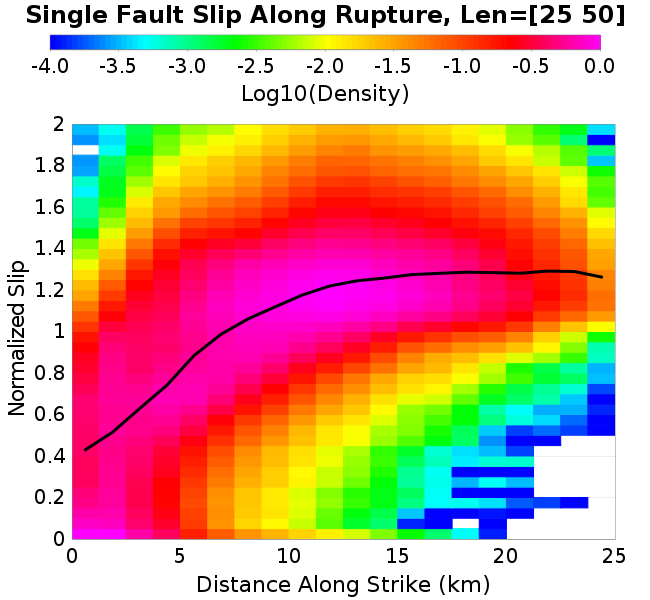 Single Fault Slip Along Rupture, Len=[25 50]
-4.0 -3.5 -3.0 -2.5 -2.0 -1.5 -1.0 -0.5 0.0
Log10(Density)
2
1.8
1.6
1.4
1.2
1
0.8
0.6
0.4
0.2
0
Normalized Slip
0 5 10 15 20 25
Distance Along Strike (km)